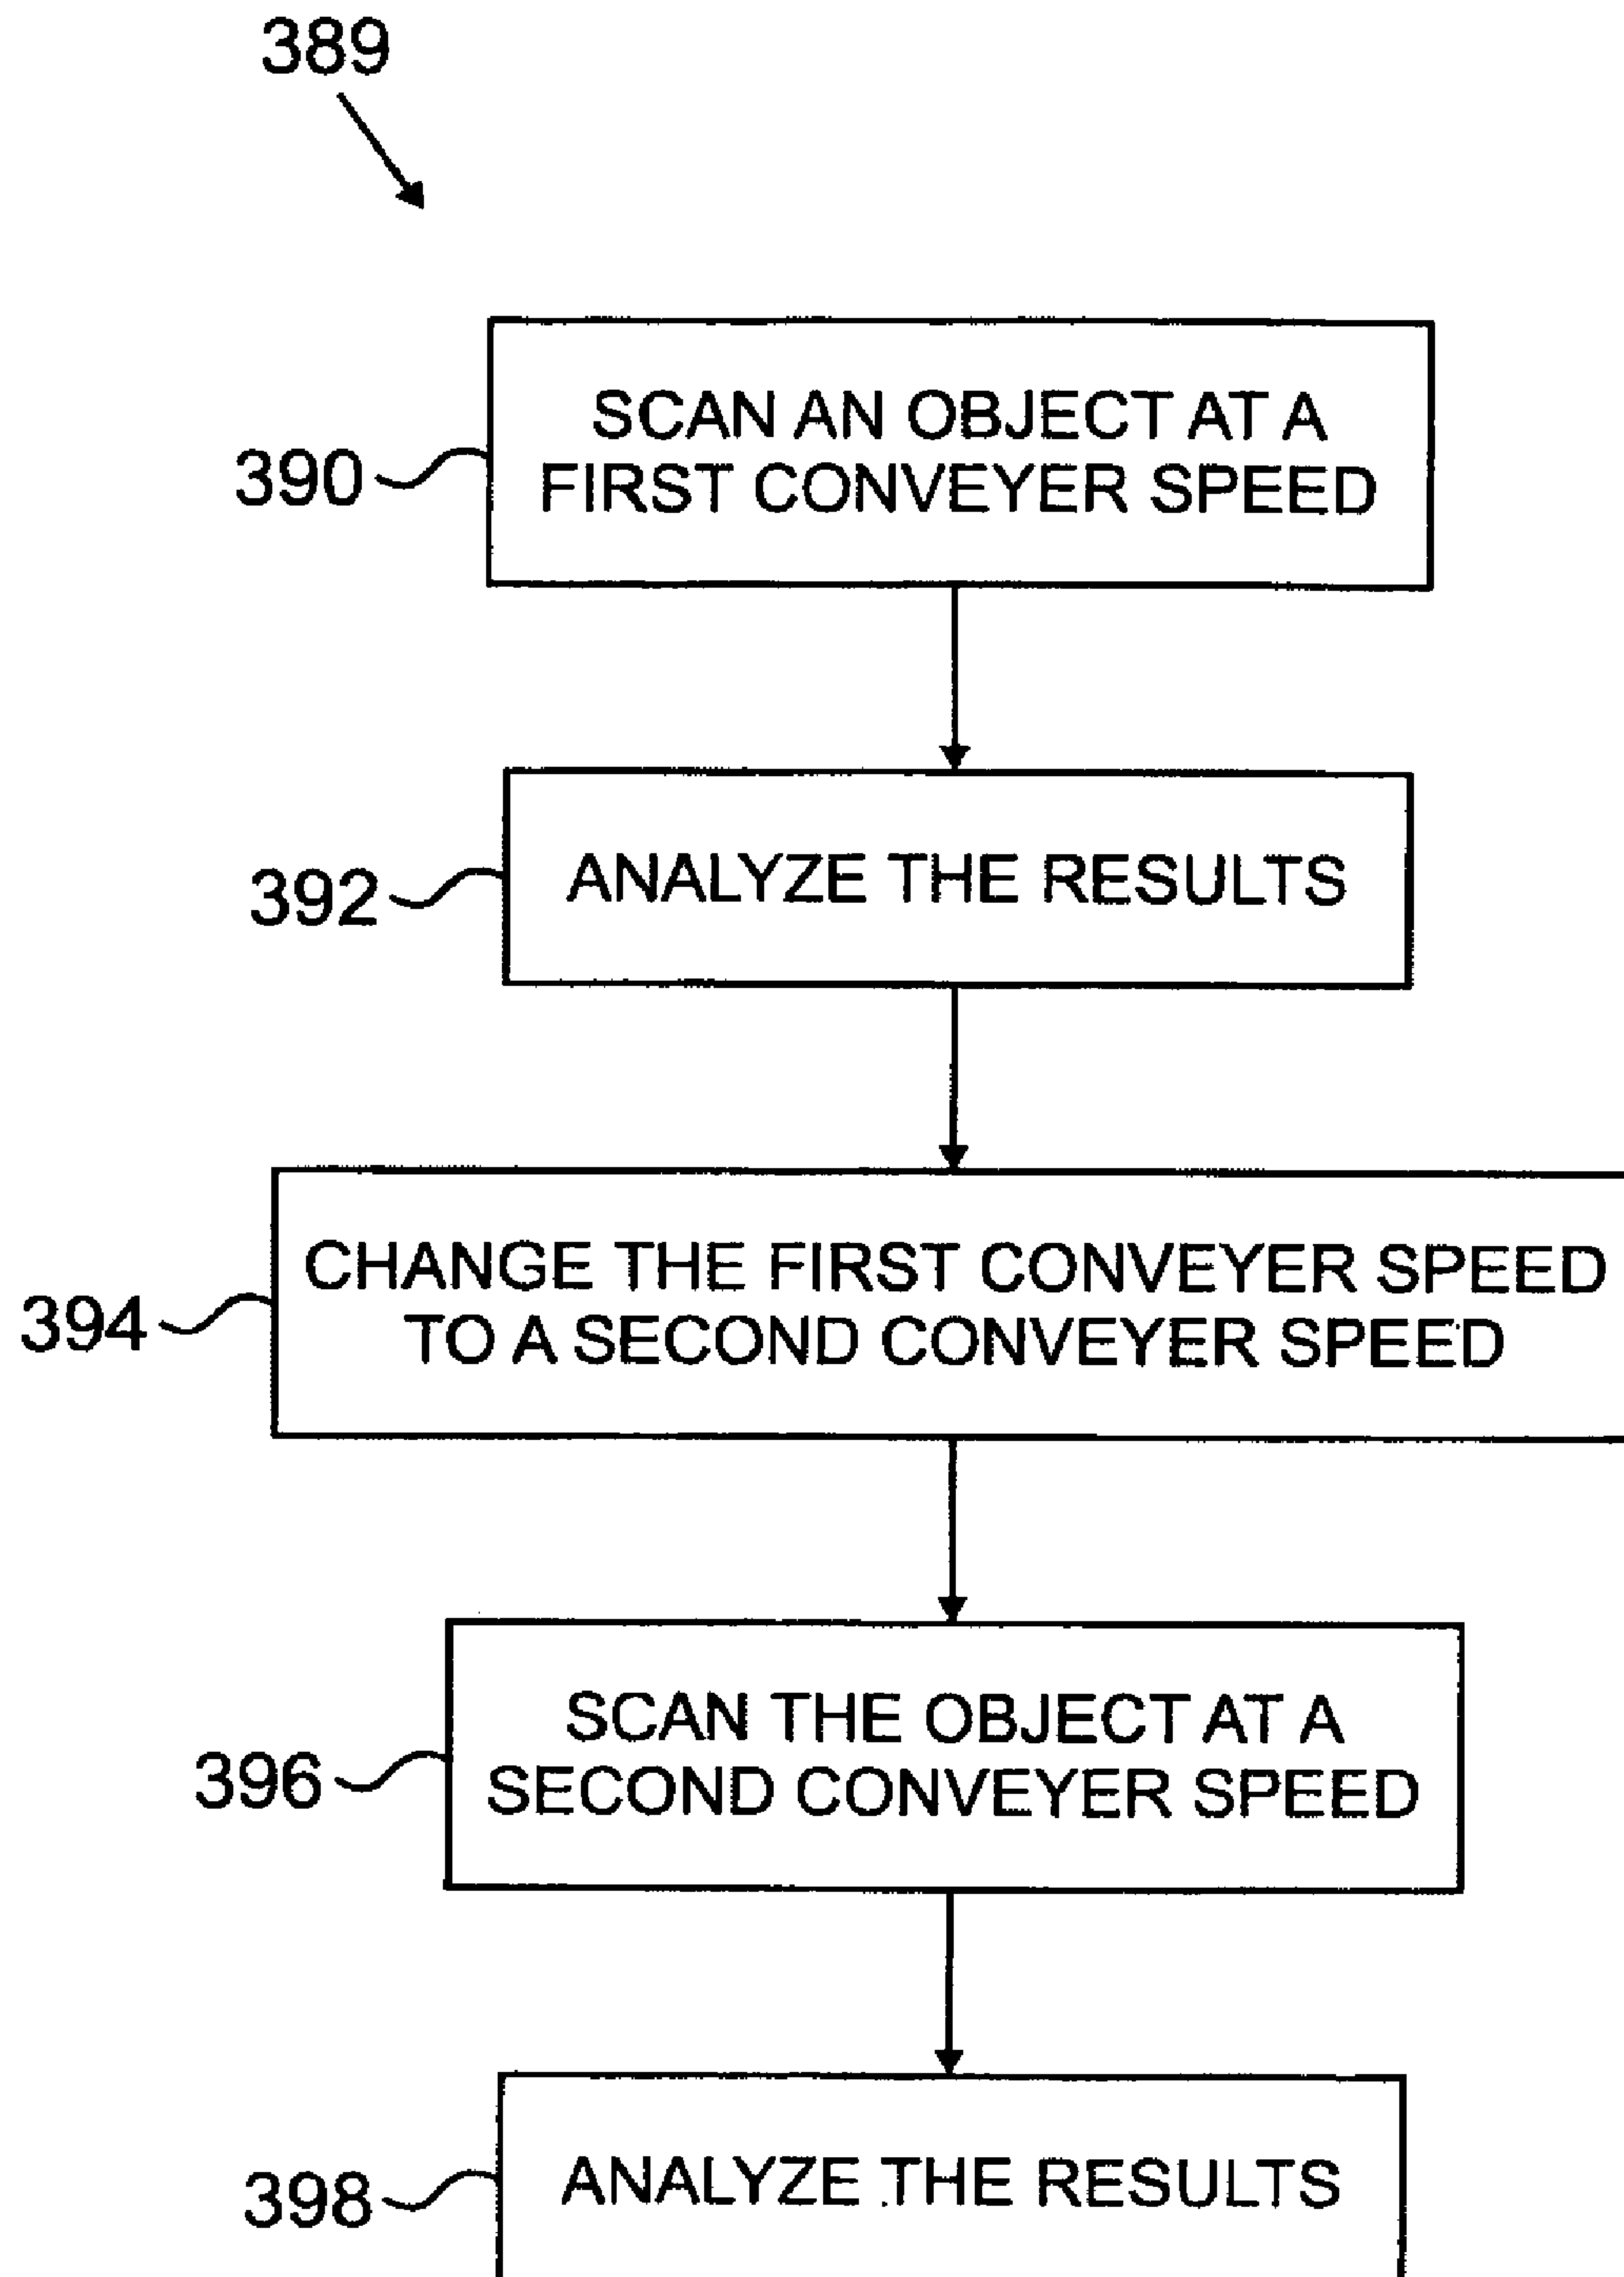 389
390
SCAN AN OBJECT AT A
FIRST CONVEYER SPEED
392
ANALYZE THE RESULTS
394
CHANGE THE FIRST CONVEYER SPEED
TO A SECOND CONVEYER SPEED
396
SCAN THE OBJECT AT A
SECOND CONVEYER SPEED
398
ANALYZE THE RESULTS